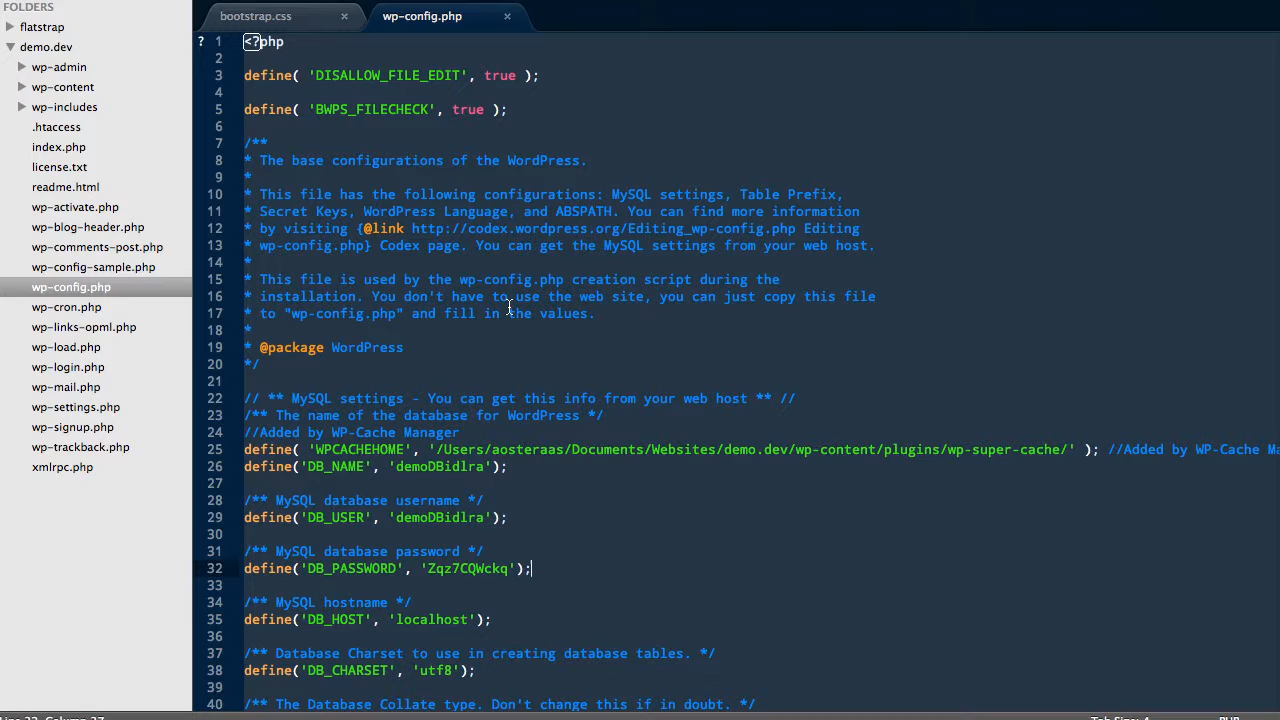 FOLDERS
flatstrap
demo.dev
wp-admin
wp-content
wp-includes
.htaccess
index.php
license.txt
readme.html
wp-activate.php
wp-blog-header.php
wp-comments-post.php
wp-config-sample.php
wp-config.php
wp-cron.php
wp-links-opml.php
wp-load.php
wp-login.php
wp-mail.php
wp-settings.php
wp-signup.php
wp-trackback.php
xmlrpc.php
bootstrap.css × wp-config.php ×
? 1 <?php
2
3 define( 'DISALLOW_FILE_EDIT', true );
4
5 define( 'BWPS_FILECHECK', true );
6
7 /**
8 * The base configurations of the WordPress.
9 *
10 * This file has the following configurations: MySQL settings, Table Prefix,
11 * Secret Keys, WordPress Language, and ABSPATH. You can find more information
12 * by visiting {@link http://codex.wordpress.org/Editing_wp-config.php Editing
13 * wp-config.php} Codex page. You can get the MySQL settings from your web host.
14 *
15 * This file is used by the wp-config.php creation script during the
16 * installation. You don't have to use the web site, you can just copy this file
17 * to "wp-config.php" and fill in the values.
18 *
19 * @package WordPress
20 */
21
22 // ** MySQL settings - You can get this info from your web host ** //
23 /** The name of the database for WordPress */
24 //Added by WP-Cache Manager
25 define( 'WPCACHEHOME', '/Users/aosteraas/Documents/Websites/demo.dev/wp-content/plugins/wp-super-cache/' ); //Added by WP-Cache Ma
26 define('DB_NAME', 'demoDBidlra');
27
28 /** MySQL database username */
29 define('DB_USER', 'demoDBidlra');
30
31 /** MySQL database password */
32 define('DB_PASSWORD', 'Zqz7CQWckq');
33
34 /** MySQL hostname */
35 define('DB_HOST', 'localhost');
36
37 /** Database Charset to use in creating database tables. */
38 define('DB_CHARSET', 'utf8');
39
40 /** The Database Collate type. Don't change this if in doubt. */